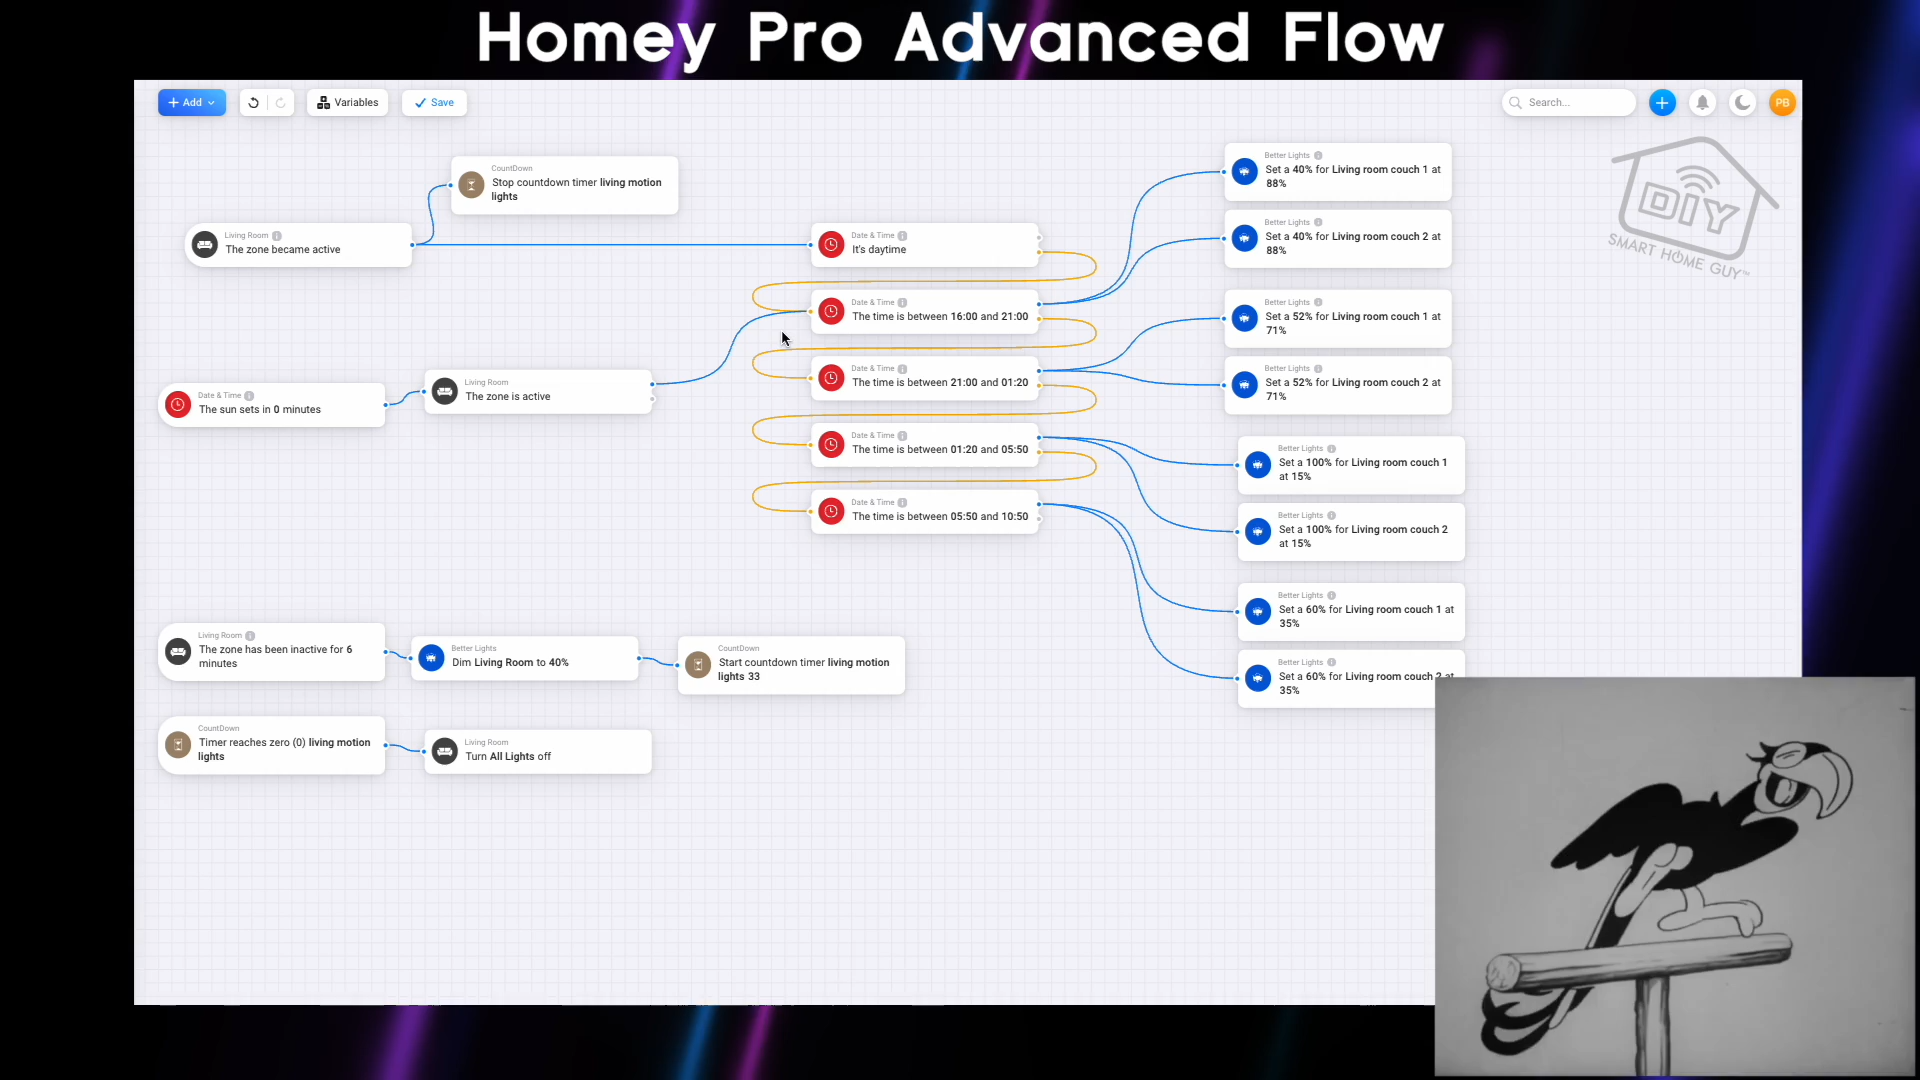 Homey Pro Advanced Flow
Add
Variables
Save
Search...
PB
DIY
SMART HOME GUY™
CountDown
Stop countdown timer living motion
lights
Living Room
The zone became active
Date & Time
It's daytime
Date & Time
The time is between 16:00 and 21:00
Date & Time
The time is between 21:00 and 01:20
Date & Time
The time is between 01:20 and 05:50
Date & Time
The time is between 05:50 and 10:50
Date & Time
The sun sets in 0 minutes
Living Room
The zone is active
Better Lights
Set a 40% for Living room couch 1 at
88%
Better Lights
Set a 40% for Living room couch 2 at
88%
Better Lights
Set a 52% for Living room couch 1 at
71%
Better Lights
Set a 52% for Living room couch 2 at
71%
Better Lights
Set a 100% for Living room couch 1
at 15%
Better Lights
Set a 100% for Living room couch 2
at 15%
Better Lights
Set a 60% for Living room couch 1 at
35%
Better Lights
Set a 60% for Living room couch 2 at
35%
Living Room
The zone has been inactive for 6
minutes
Better Lights
Dim Living Room to 40%
CountDown
Start countdown timer living motion
lights 33
CountDown
Timer reaches zero (0) living motion
lights
Living Room
Turn All Lights off